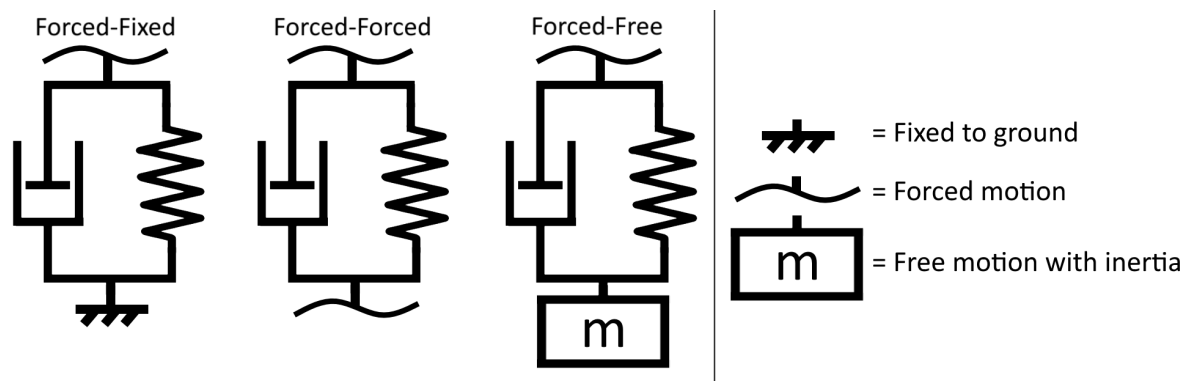 Forced-Fixed
Forced-Forced
Forced-Free
m
= Fixed to ground
= Forced motion
m
= Free motion with inertia